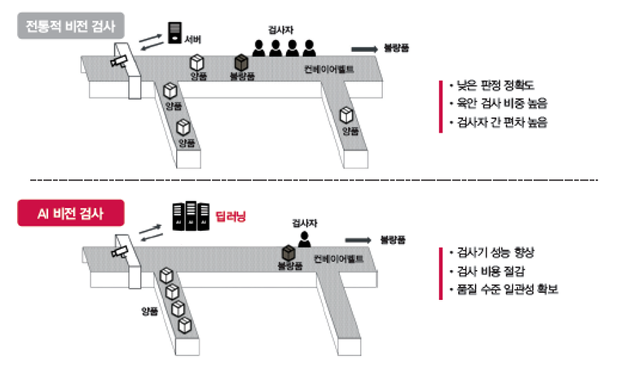 전통적 비전 검사
서버
검사자
불량품
양품
불량품
컨베이어벨트
양품
양품
양품
• 낮은 판정 정확도
• 육안 검사 비중 높음
• 검사자 간 편차 높음
AI 비전 검사
AI AI AI
딥러닝
검사자
불량품
불량품
컨베이어벨트
양품
• 검사기 성능 향상
• 검사 비용 절감
• 품질 수준 일관성 확보